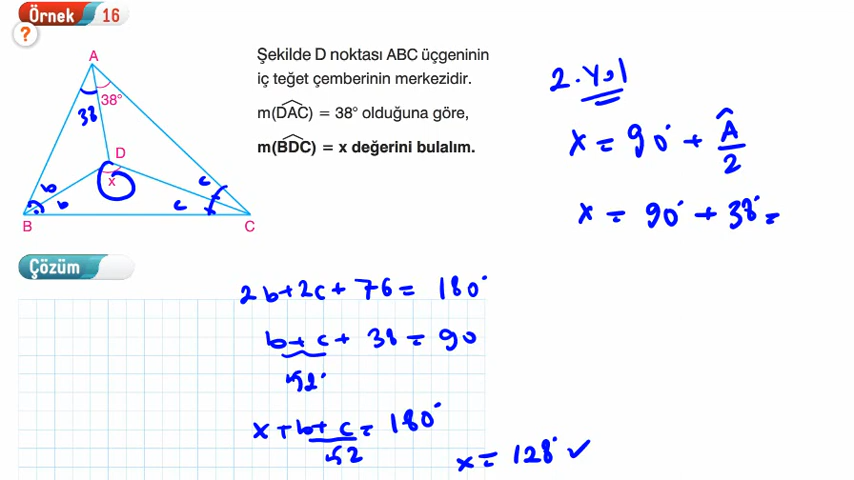 Örnek 16
?
Şekilde D noktası ABC üçgeninin
iç teğet çemberinin merkezidir.
m(DAC) = 38° olduğuna göre,
m(BDC) = x değerini bulalım.
A
38 38°
D
x
b
b
c
c
B
C
2. Yol
x = 90° + Â/2
x = 90° + 38° =
Çözüm
2b+2c+76 = 180°
b+c+38 = 90
52°
x+b+c = 180°
52
x = 128° ✓